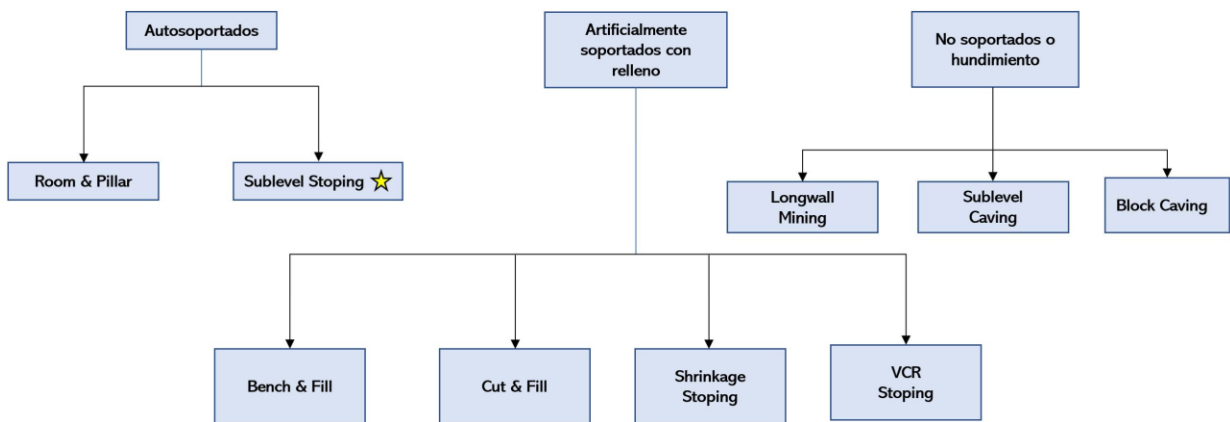 Autosoportados
Artificialmente
soportados con
relleno
No soportados o
hundimiento
Room & Pillar
Sublevel Stoping
Longwall
Mining
Sublevel
Caving
Block Caving
Bench & Fill
Cut & Fill
Shrinkage
Stoping
VCR
Stoping